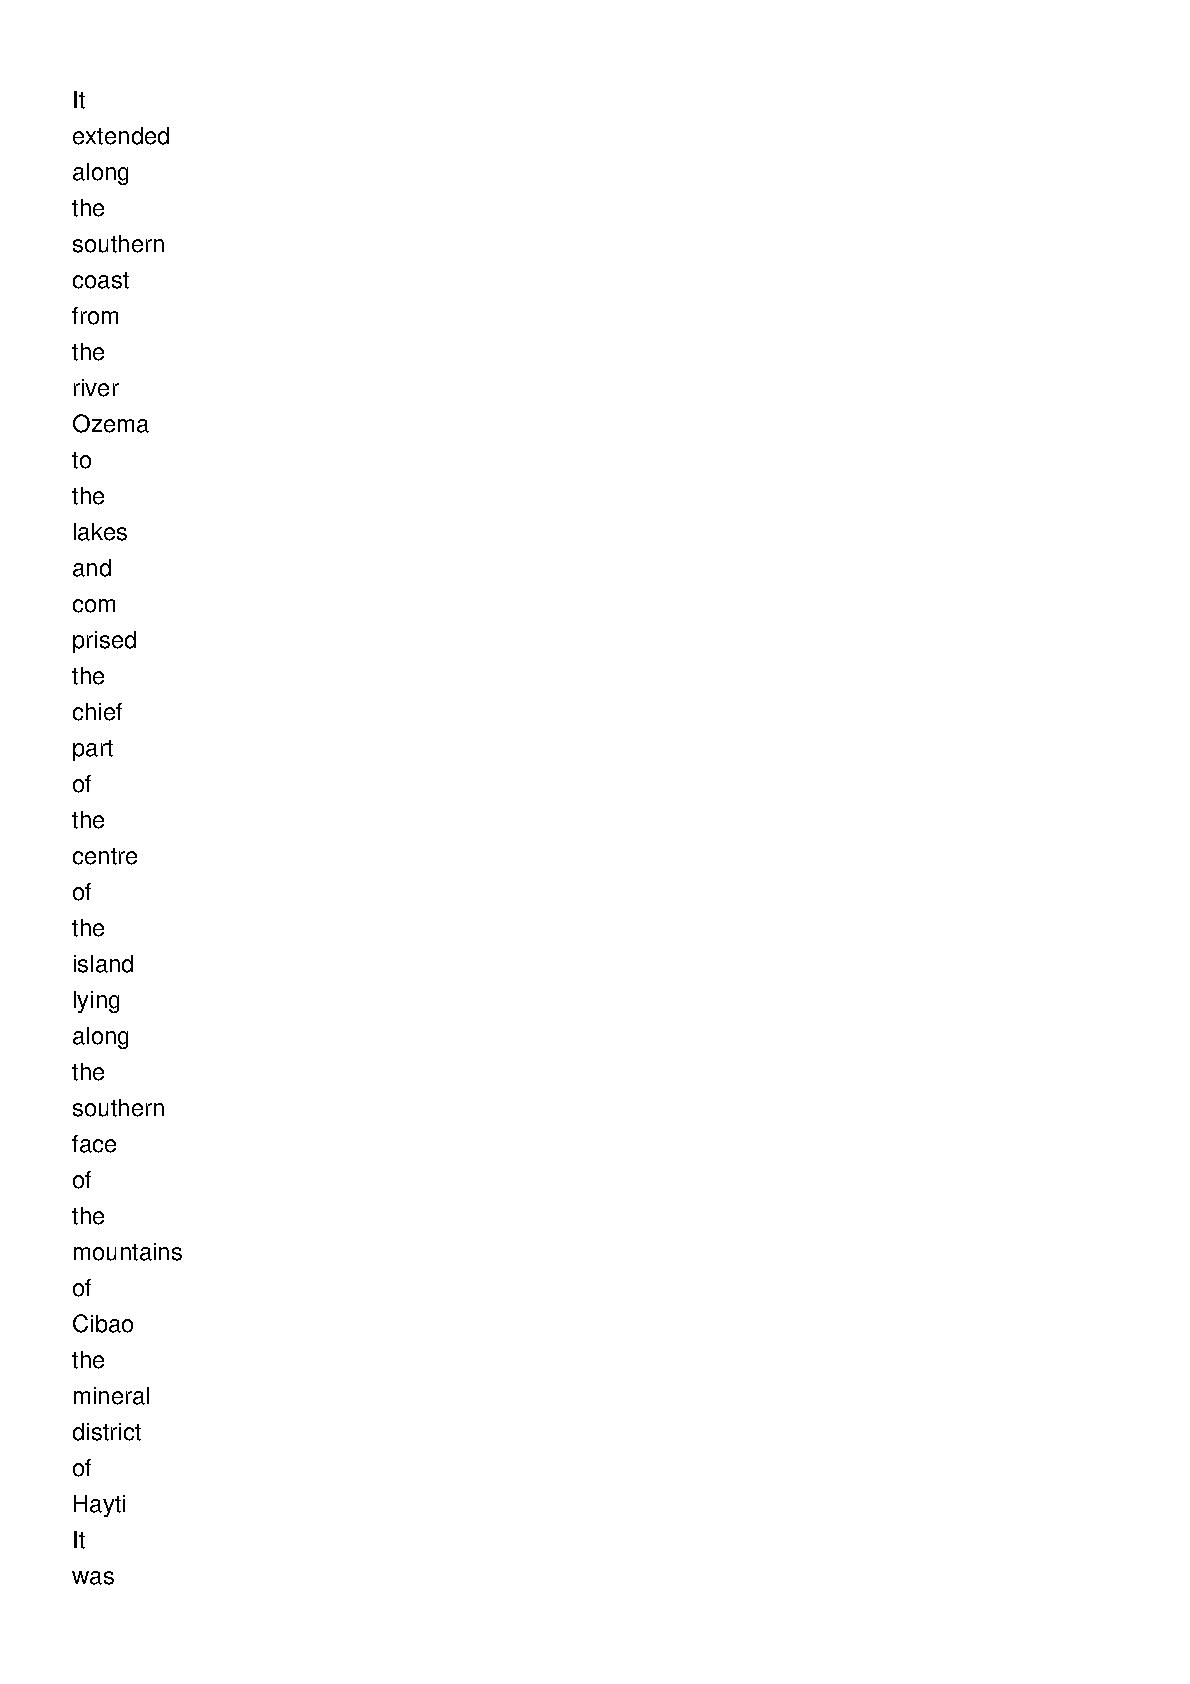 It
extended
along
the
southern
coast
from
the
river
Ozema
to
the
lakes
and
com
prised
the
chief
part
of
the
centre
of
the
island
lying
along
the
southern
face
of
the
mountains
of
Cibao
the
mineral
district
of
Hayti
It
was